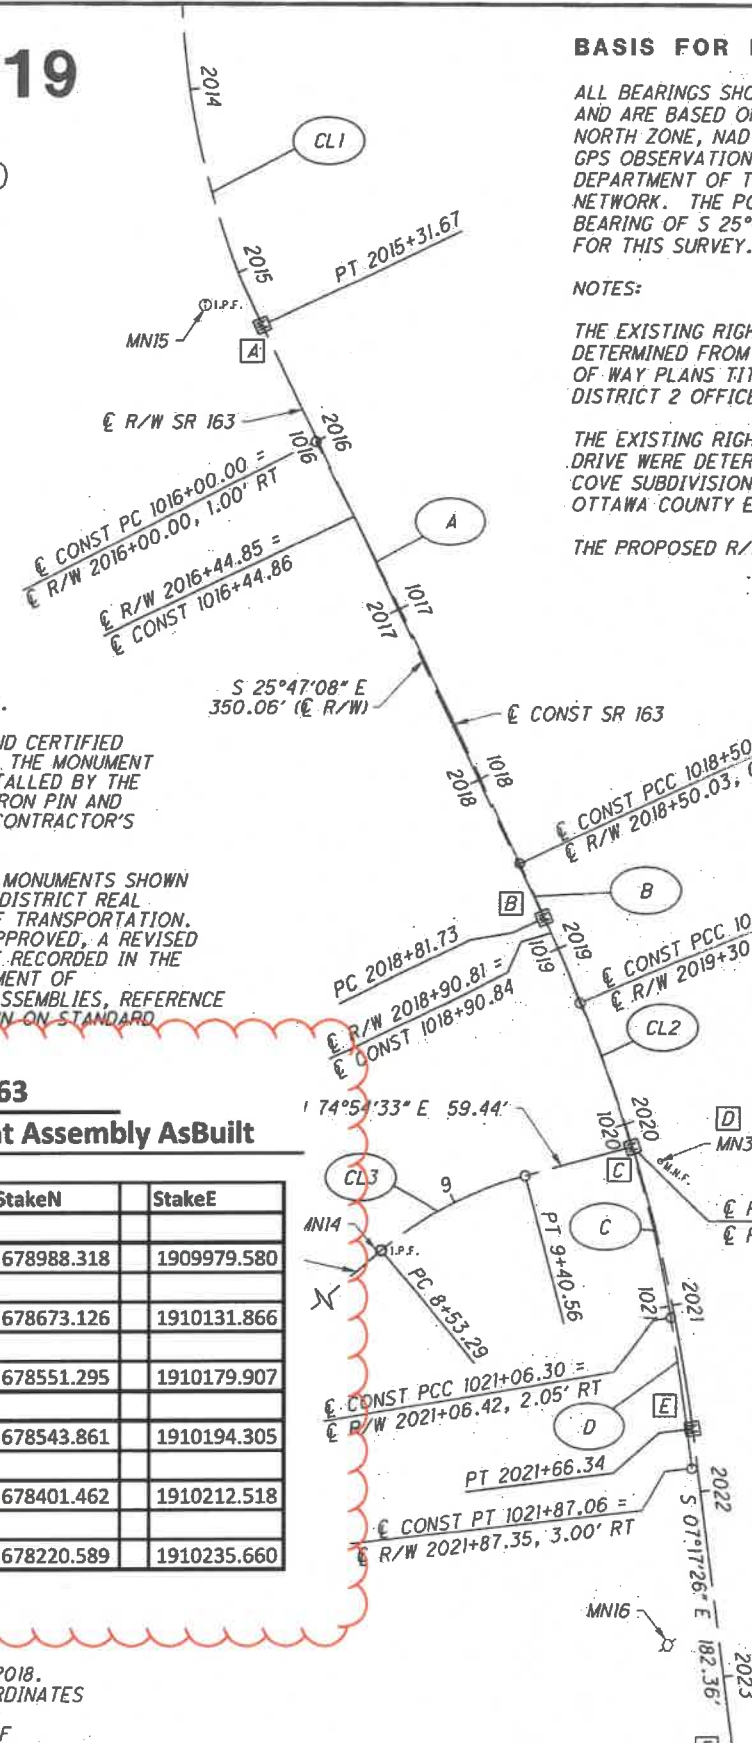 19
BASIS FOR
ALL BEARINGS SHO
AND ARE BASED O
NORTH ZONE, NAD
GPS OBSERVATION
DEPARTMENT OF T
NETWORK. THE PO
BEARING OF S 25°
FOR THIS SURVEY.
NOTES:
THE EXISTING RIGH
DETERMINED FROM
OF WAY PLANS TIT
DISTRICT 2 OFFICE
THE EXISTING RIGH
DRIVE WERE DETER
COVE SUBDIVISION
OTTAWA COUNTY E
THE PROPOSED R/
2014
CL1
2015
PT 2015+31.67
I.P.F.
MN15
A
℄ R/W SR 163
2016
1016
℄ CONST PC 1016+00.00 =
℄ R/W 2016+00.00, 1.00' RT
A
℄ R/W 2016+44.85 =
℄ CONST 1016+44.86
1017
2017
S 25°47'08" E
350.06' (℄ R/W)
℄ CONST SR 163
1018
2018
℄ CONST PCC 1018+50
℄ R/W 2018+50.03,
B
B
PC 2018+81.73
2019
1019
℄ R/W 2018+90.81 =
℄ CONST 1018+90.84
℄ CONST PCC 10
℄ R/W 2019+30
CL2
ND CERTIFIED
THE MONUMENT
TALLED BY THE
RON PIN AND
CONTRACTOR'S
MONUMENTS SHOWN
DISTRICT REAL
F TRANSPORTATION.
PPROVED, A REVISED
RECORDED IN THE
MENT OF
SSEMBLIES, REFERENCE
N ON STANDARD
63
t Assembly AsBuilt
StakeN StakeE
678988.318 1909979.580
678673.126 1910131.866
678551.295 1910179.907
678543.861 1910194.305
678401.462 1910212.518
678220.589 1910235.660
74°54'33" E 59.44'
2020
1020
D
MN3
M.N.F.
C
CL3
9
MN14
I.P.F.
PC 8+53.29
PT 9+40.56
C
2021
1021
℄ CONST PCC 1021+06.30 =
℄ R/W 2021+06.42, 2.05' RT
E
D
PT 2021+66.34
2022
℄ CONST PT 1021+87.06 =
℄ R/W 2021+87.35, 3.00' RT
S 07°17'26" E 182.36'
MN16
2023
2018.
RDINATES
F